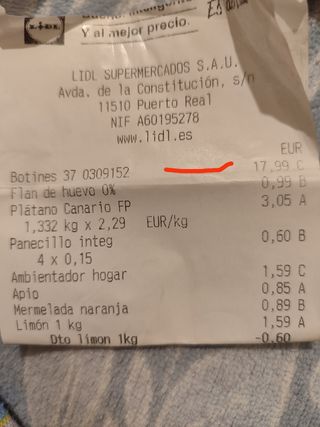 LIDL
Y al mejor precio.
LIDL SUPERMERCADOS S.A.U.
Avda. de la Constitución, s/n
11510 Puerto Real
NIF A60195278
www.lidl.es
EUR
Botines 37 0309152 17,99 C
Flan de huevo 0% 0,99 B
Plátano Canario FP 3,05 A
1,332 kg x 2,29 EUR/kg
Panecillo integ 0,60 B
4 x 0,15
Ambientador hogar 1,59 C
Apio 0,85 A
Mermelada naranja 0,89 B
Limón 1 kg 1,59 A
Dto limon 1kg -0,60